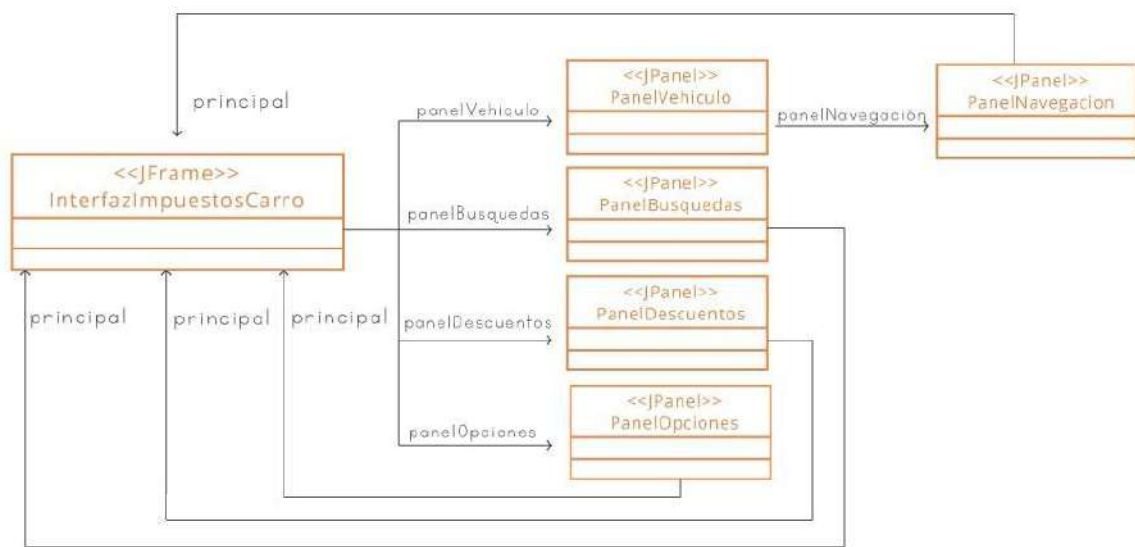 principal
<<JFrame>>
InterfazImpuestosCarro
panelVehiculo
<<JPanel>>
PanelVehiculo
panelNavegación
<<JPanel>>
PanelNavegacion
panelBusquedas
<<JPanel>>
PanelBusquedas
panelDescuentos
<<JPanel>>
PanelDescuentos
panelOpciones
<<JPanel>>
PanelOpciones
principal
principal
principal